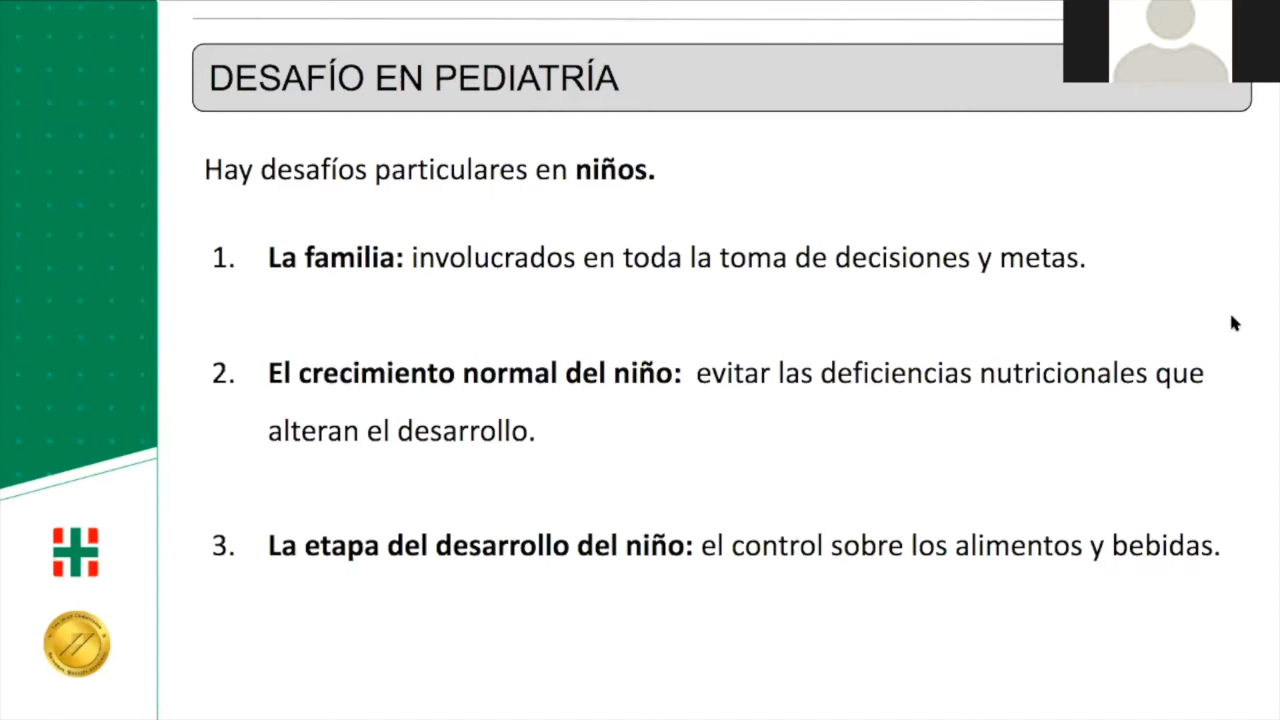 DESAFÍO EN PEDIATRÍA
Hay desafíos particulares en niños.
1. La familia: involucrados en toda la toma de decisiones y metas.
2. El crecimiento normal del niño: evitar las deficiencias nutricionales que
alteran el desarrollo.
3. La etapa del desarrollo del niño: el control sobre los alimentos y bebidas.